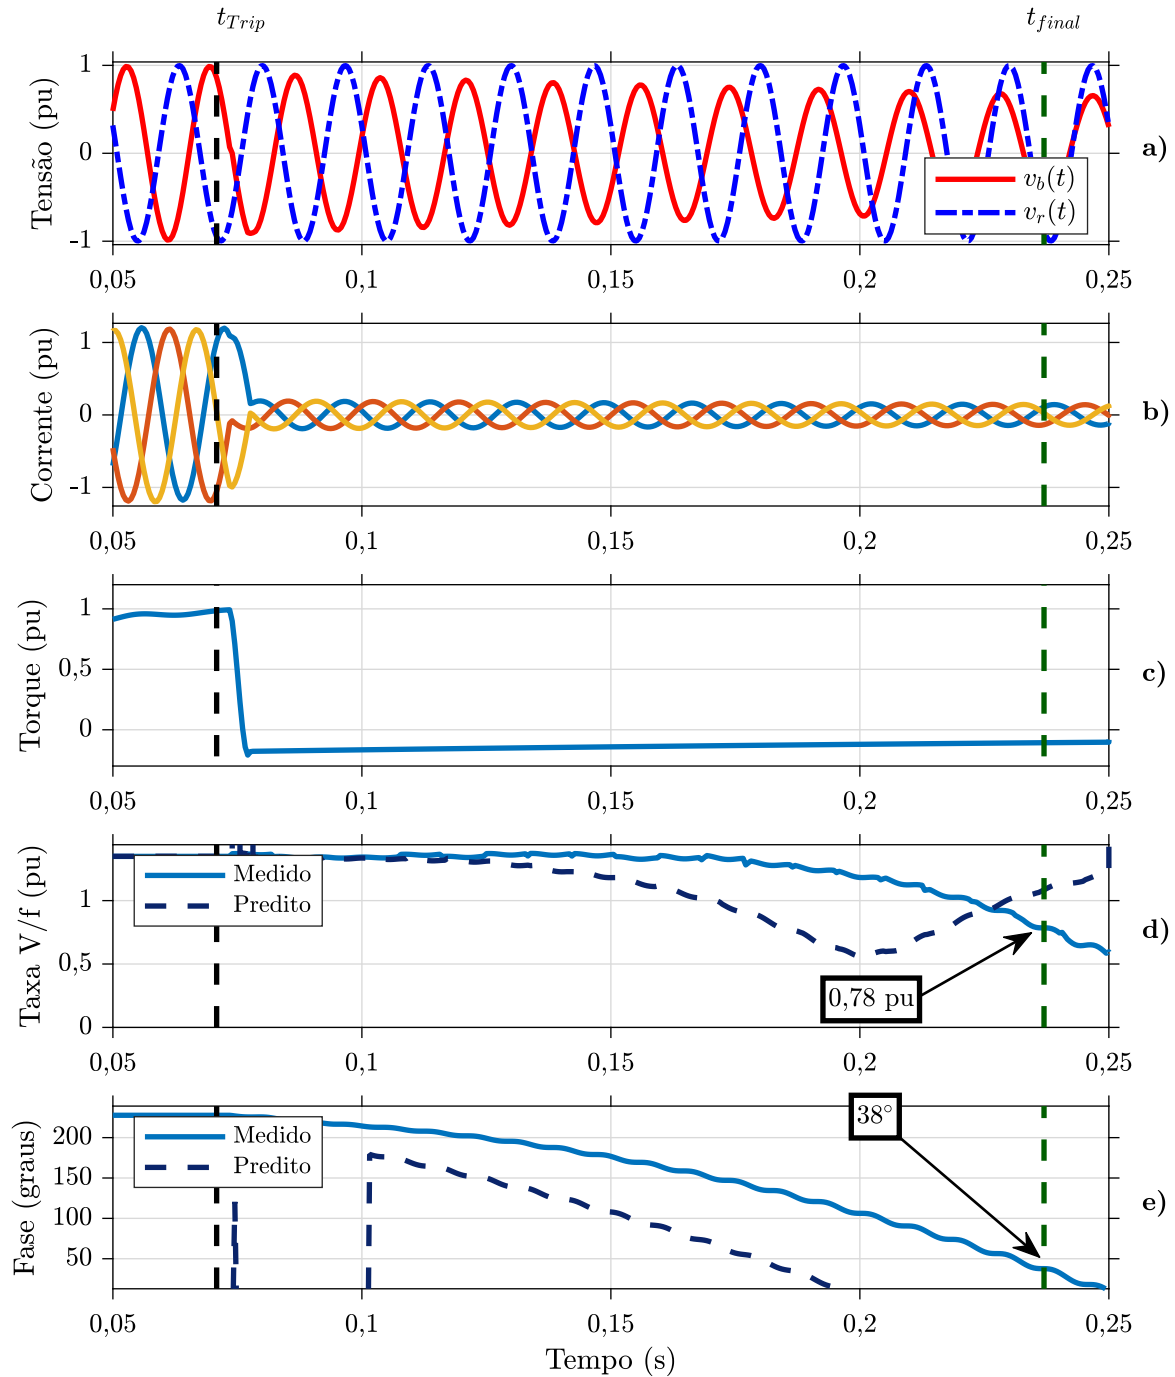 t_Trip
t_final
Tensão (pu)
1
0
-1
v_b(t)
v_r(t)
a)
0,05
0,1
0,15
0,2
0,25
Corrente (pu)
1
0
-1
b)
0,05
0,1
0,15
0,2
0,25
Torque (pu)
1
0,5
0
c)
0,05
0,1
0,15
0,2
0,25
Taxa V/f (pu)
1
0,5
0
Medido
Predito
0,78 pu
d)
0,05
0,1
0,15
0,2
0,25
Fase (graus)
200
150
100
50
Medido
Predito
38°
e)
0,05
0,1
0,15
0,2
0,25
Tempo (s)